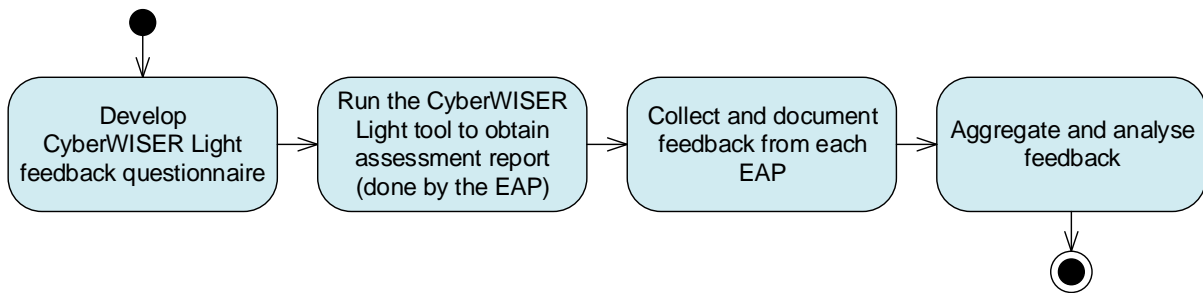 Develop
CyberWISER Light
feedback questionnaire
Run the CyberWISER
Light tool to obtain
assessment report
(done by the EAP)
Collect and document
feedback from each
EAP
Aggregate and analyse
feedback